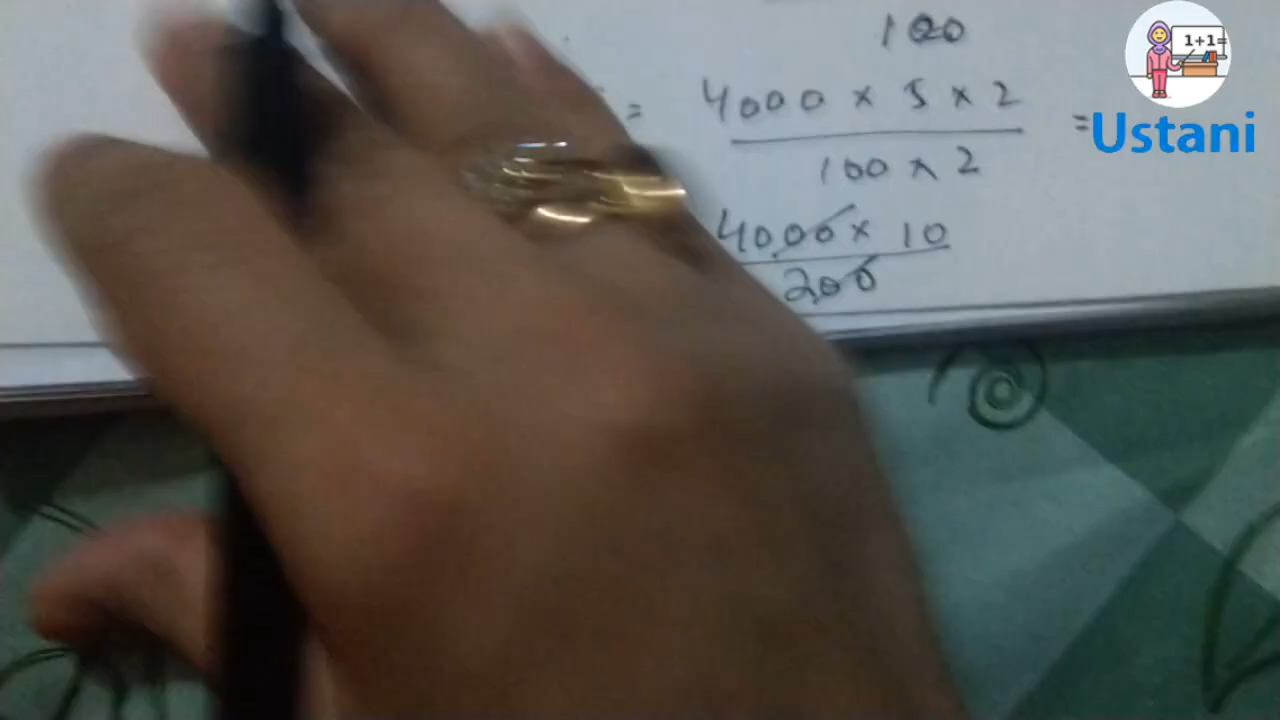 100
= 4000 x 5 x 2 =
100 x 2
4000 x 10
200
1+1=
Ustani